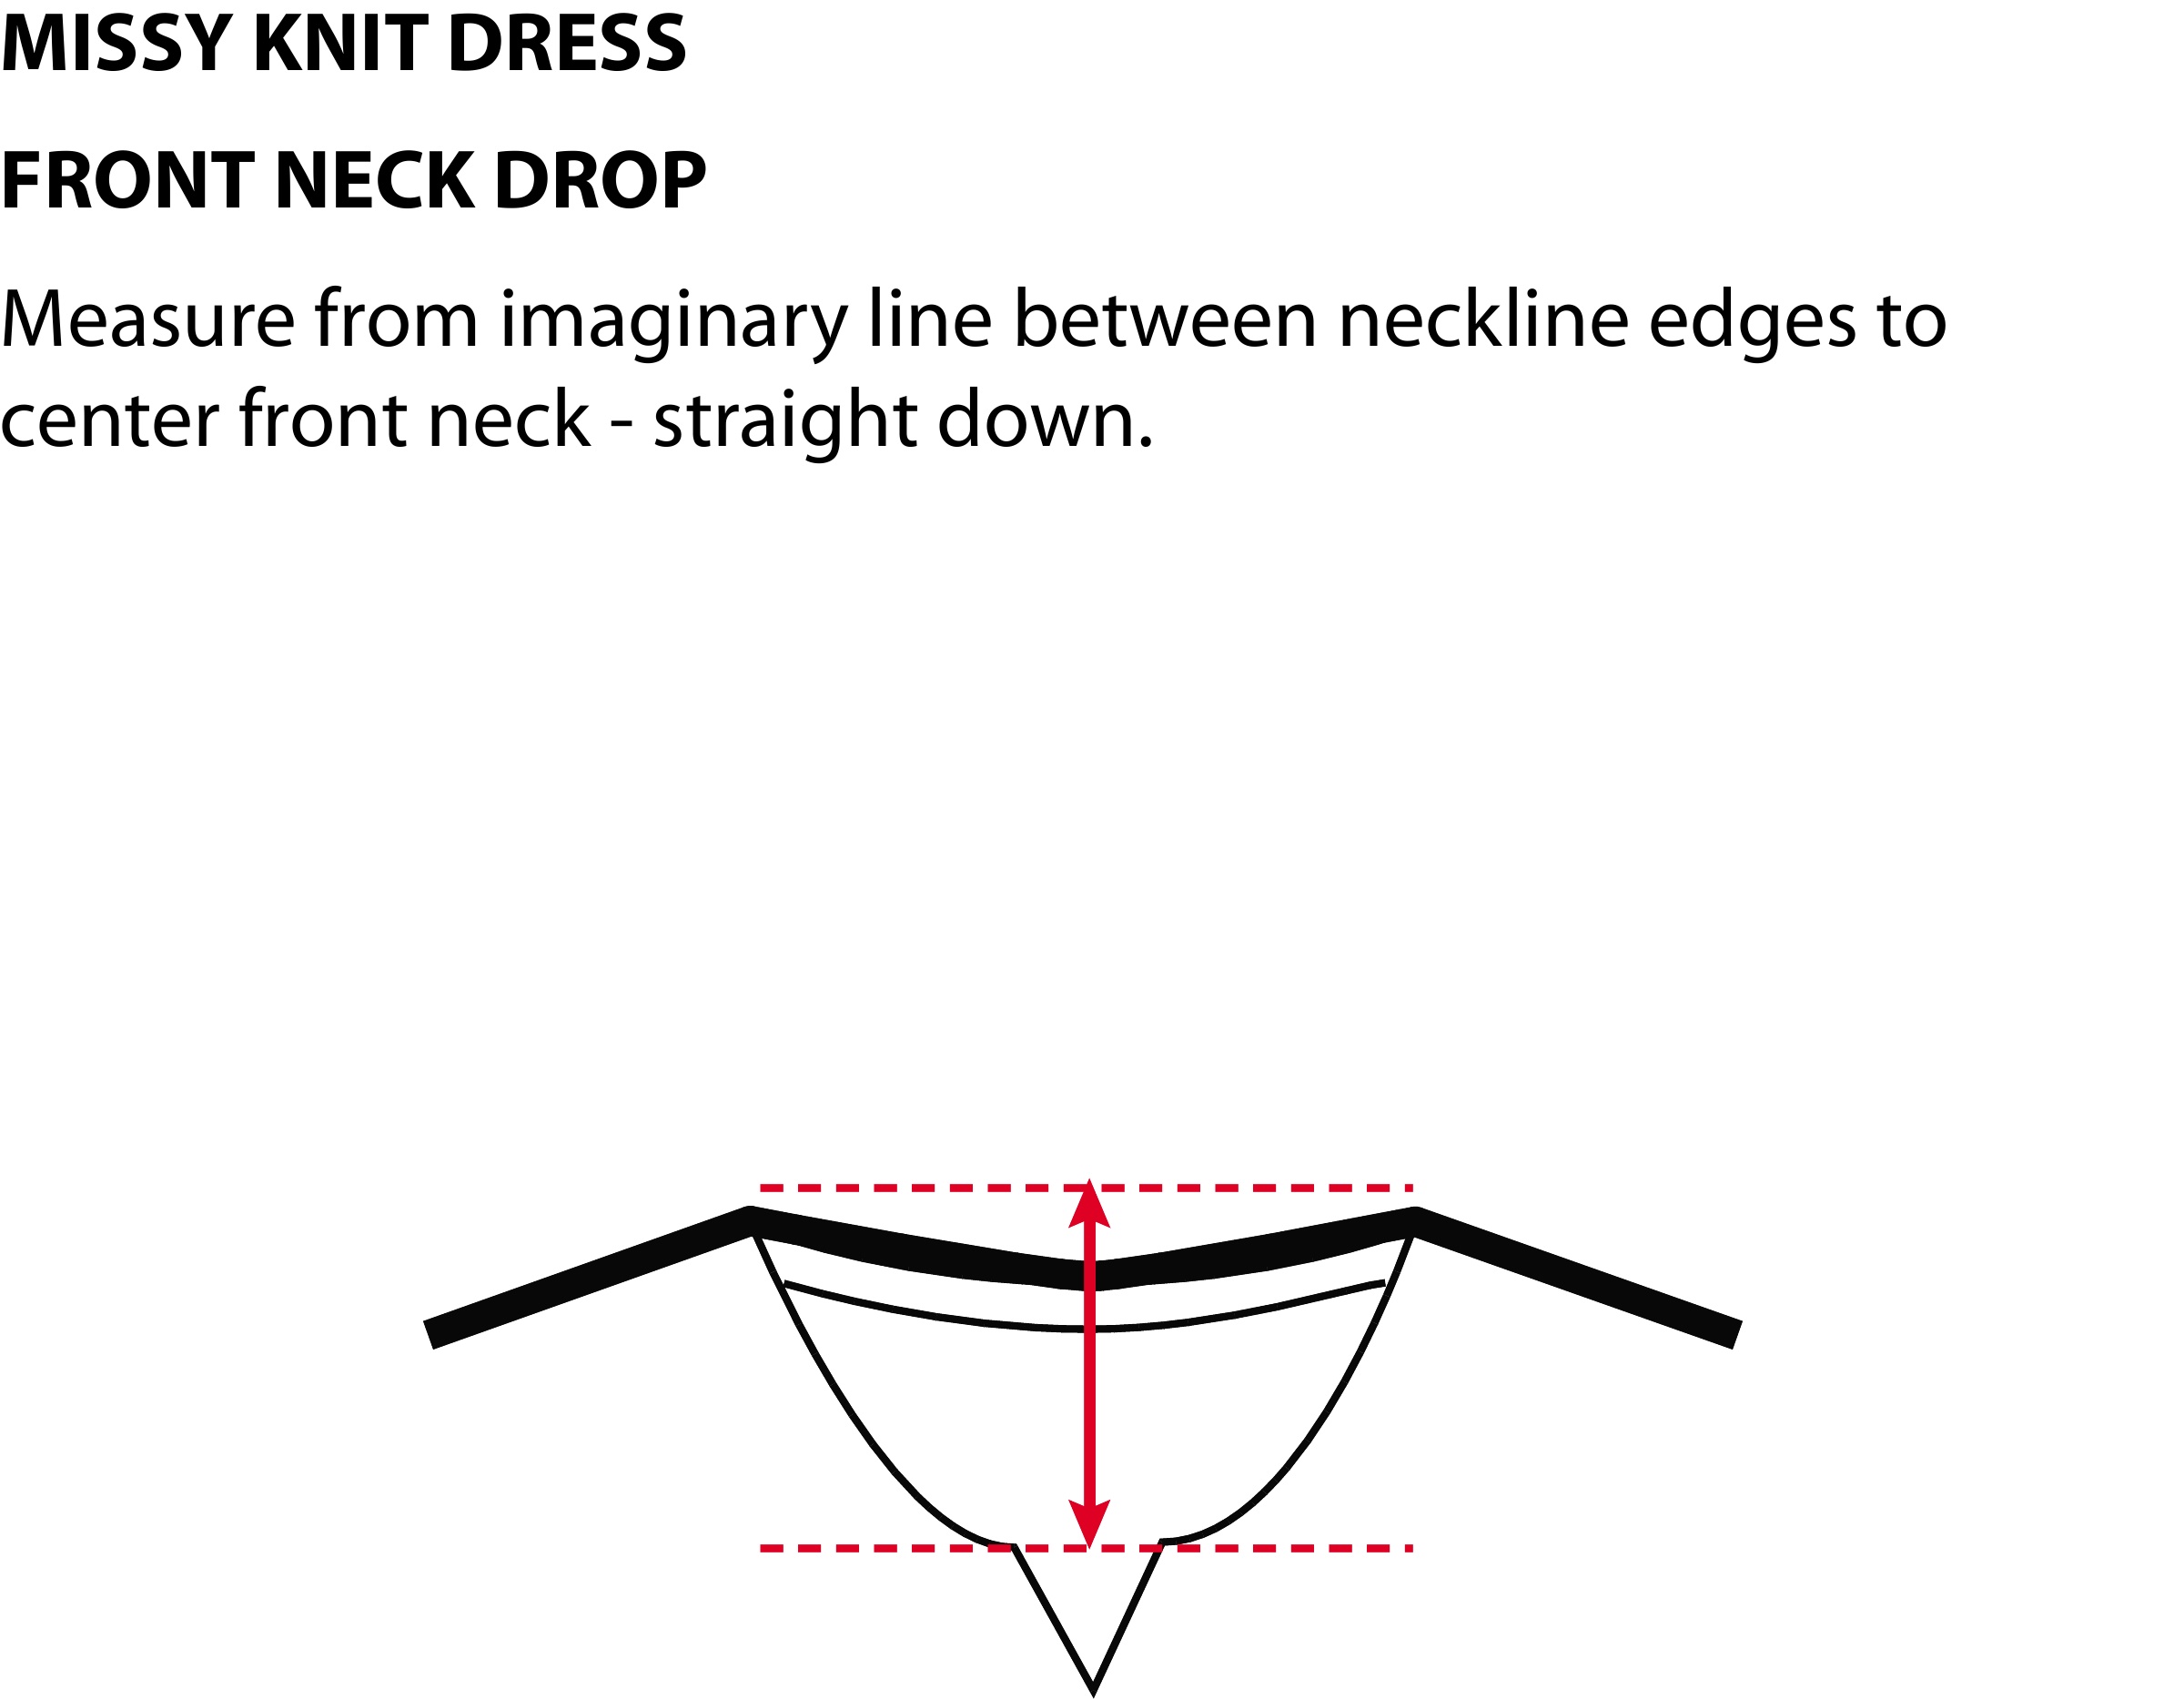 MISSY KNIT DRESS
FRONT NECK DROP
Measure from imaginary line between neckline edges to
center front neck - straight down.